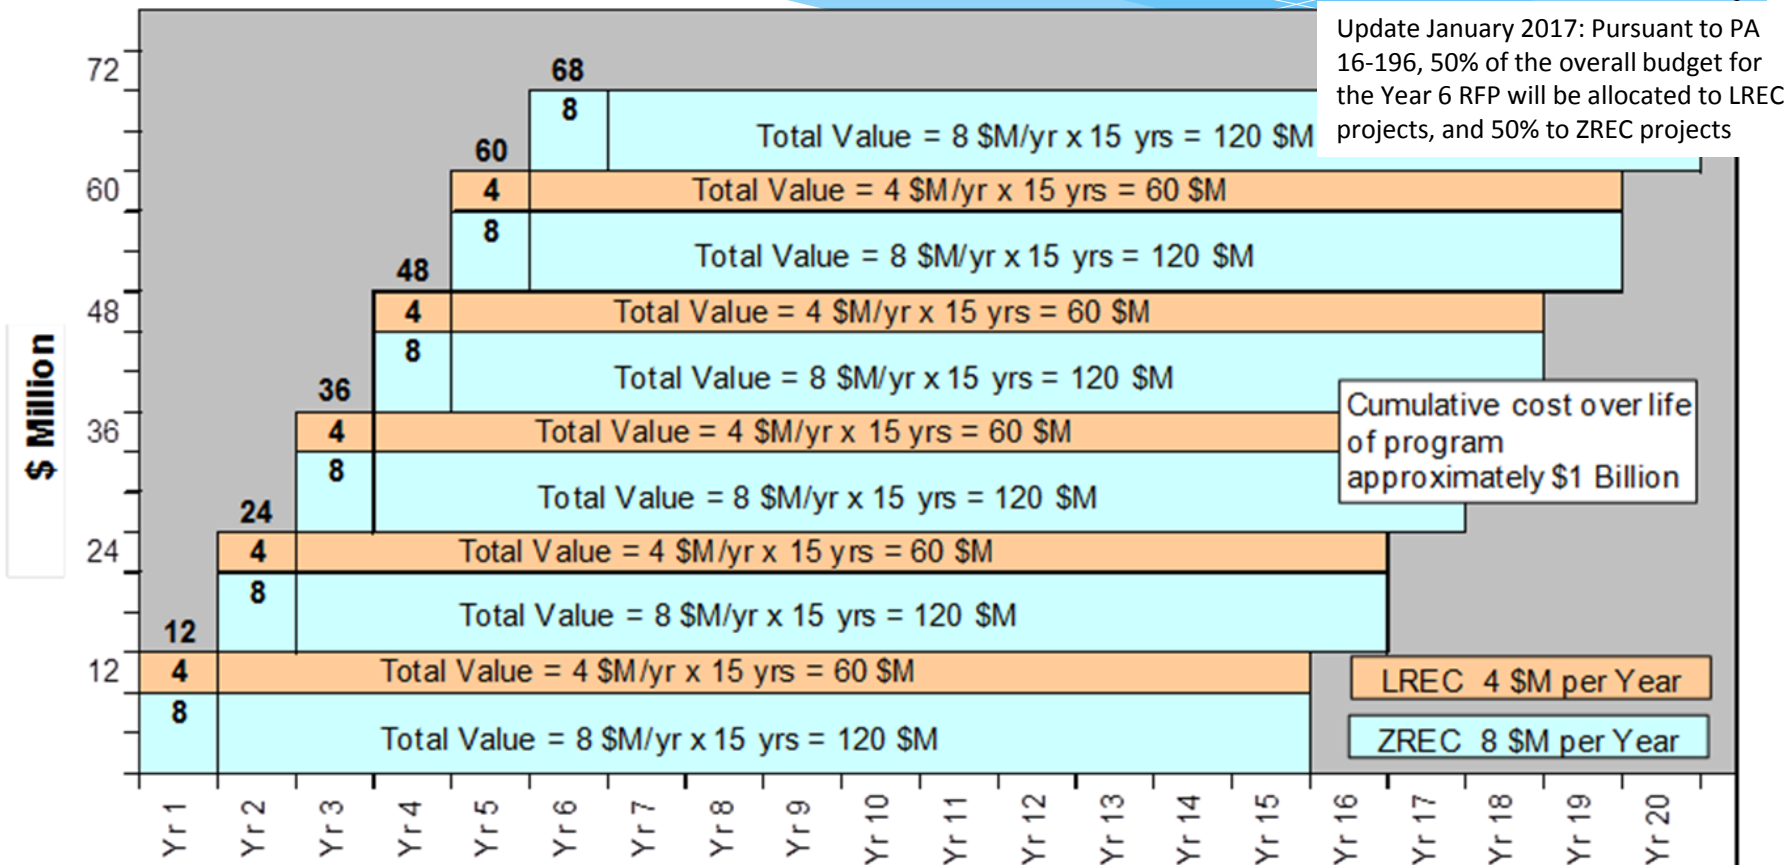 Update January 2017: Pursuant to PA
16-196, 50% of the overall budget for
the Year 6 RFP will be allocated to LREC
projects, and 50% to ZREC projects
$ Million
72
60
48
36
24
12
68
8
Total Value = 8 $M/yr x 15 yrs = 120 $M
60
4
Total Value = 4 $M/yr x 15 yrs = 60 $M
8
Total Value = 8 $M/yr x 15 yrs = 120 $M
48
4
Total Value = 4 $M/yr x 15 yrs = 60 $M
8
Total Value = 8 $M/yr x 15 yrs = 120 $M
36
4
Total Value = 4 $M/yr x 15 yrs = 60 $M
8
Total Value = 8 $M/yr x 15 yrs = 120 $M
24
4
Total Value = 4 $M/yr x 15 yrs = 60 $M
8
Total Value = 8 $M/yr x 15 yrs = 120 $M
12
4
Total Value = 4 $M/yr x 15 yrs = 60 $M
8
Total Value = 8 $M/yr x 15 yrs = 120 $M
Cumulative cost over life
of program
approximately $1 Billion
LREC 4 $M per Year
ZREC 8 $M per Year
Yr 1
Yr 2
Yr 3
Yr 4
Yr 5
Yr 6
Yr 7
Yr 8
Yr 9
Yr 10
Yr 11
Yr 12
Yr 13
Yr 14
Yr 15
Yr 16
Yr 17
Yr 18
Yr 19
Yr 20